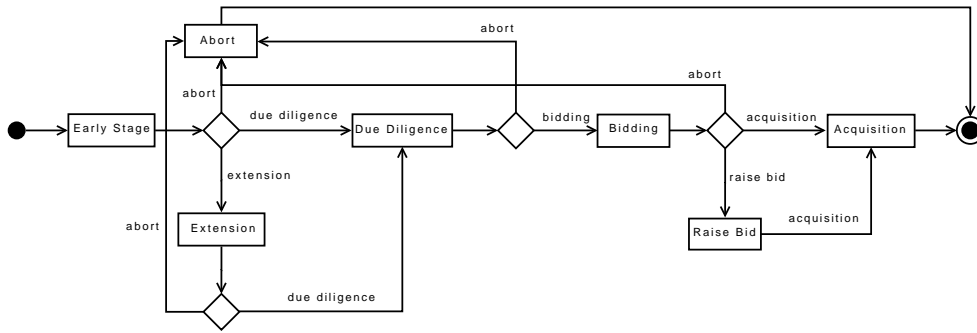 Abort
abort
abort
abort
Early Stage
due diligence
Due Diligence
bidding
Bidding
acquisition
Acquisition
extension
raise bid
abort
Extension
acquisition
Raise Bid
due diligence